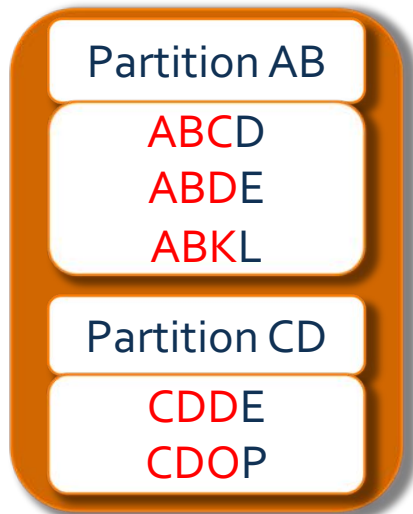 Partition AB
ABCD
ABDE
ABKL
Partition CD
CDDE
CDOP